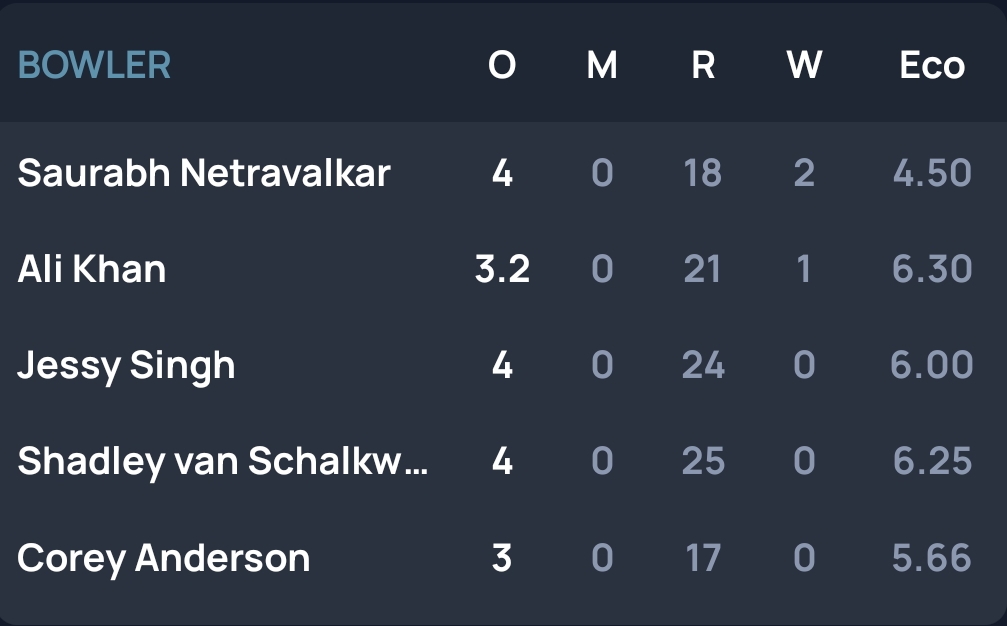 BOWLER O M R W Eco
Saurabh Netravalkar 4 0 18 2 4.50
Ali Khan 3.2 0 21 1 6.30
Jessy Singh 4 0 24 0 6.00
Shadley van Schalkw... 4 0 25 0 6.25
Corey Anderson 3 0 17 0 5.66